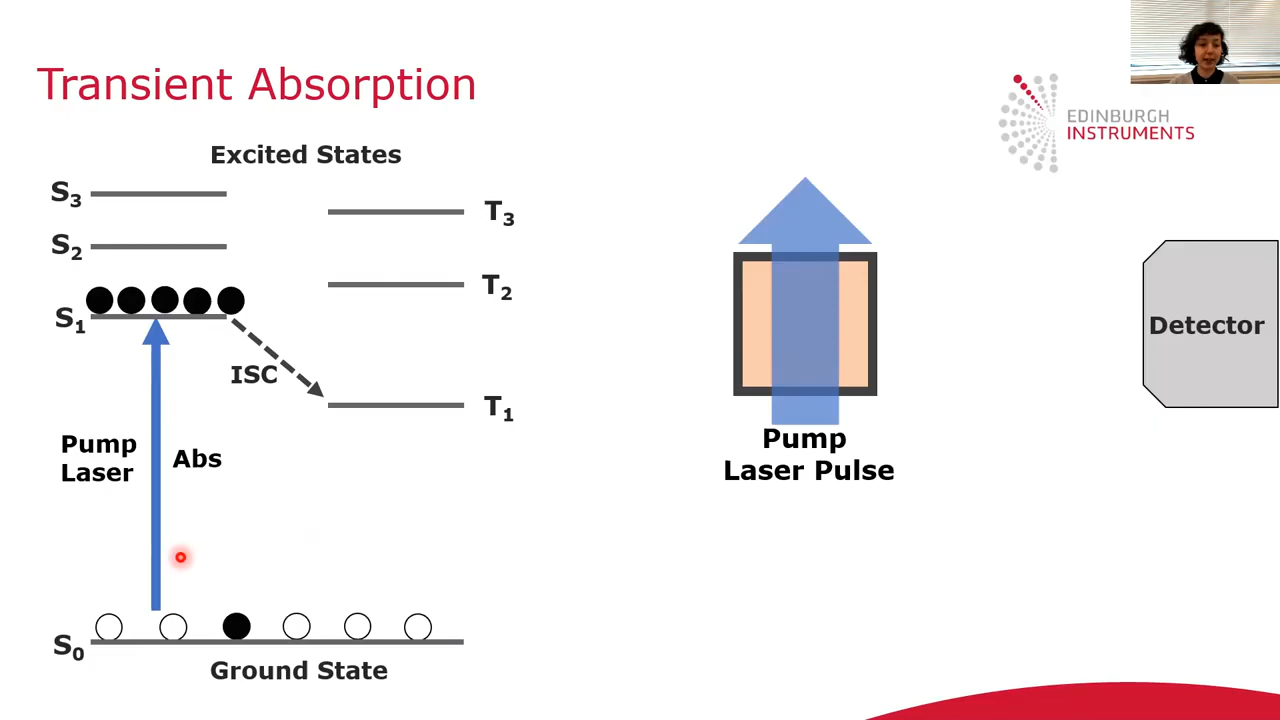 Transient Absorption
EDINBURGH
INSTRUMENTS
Excited States
S3
S2
S1
T3
T2
T1
ISC
Pump
Laser
Abs
S0
Ground State
Pump
Laser Pulse
Detector